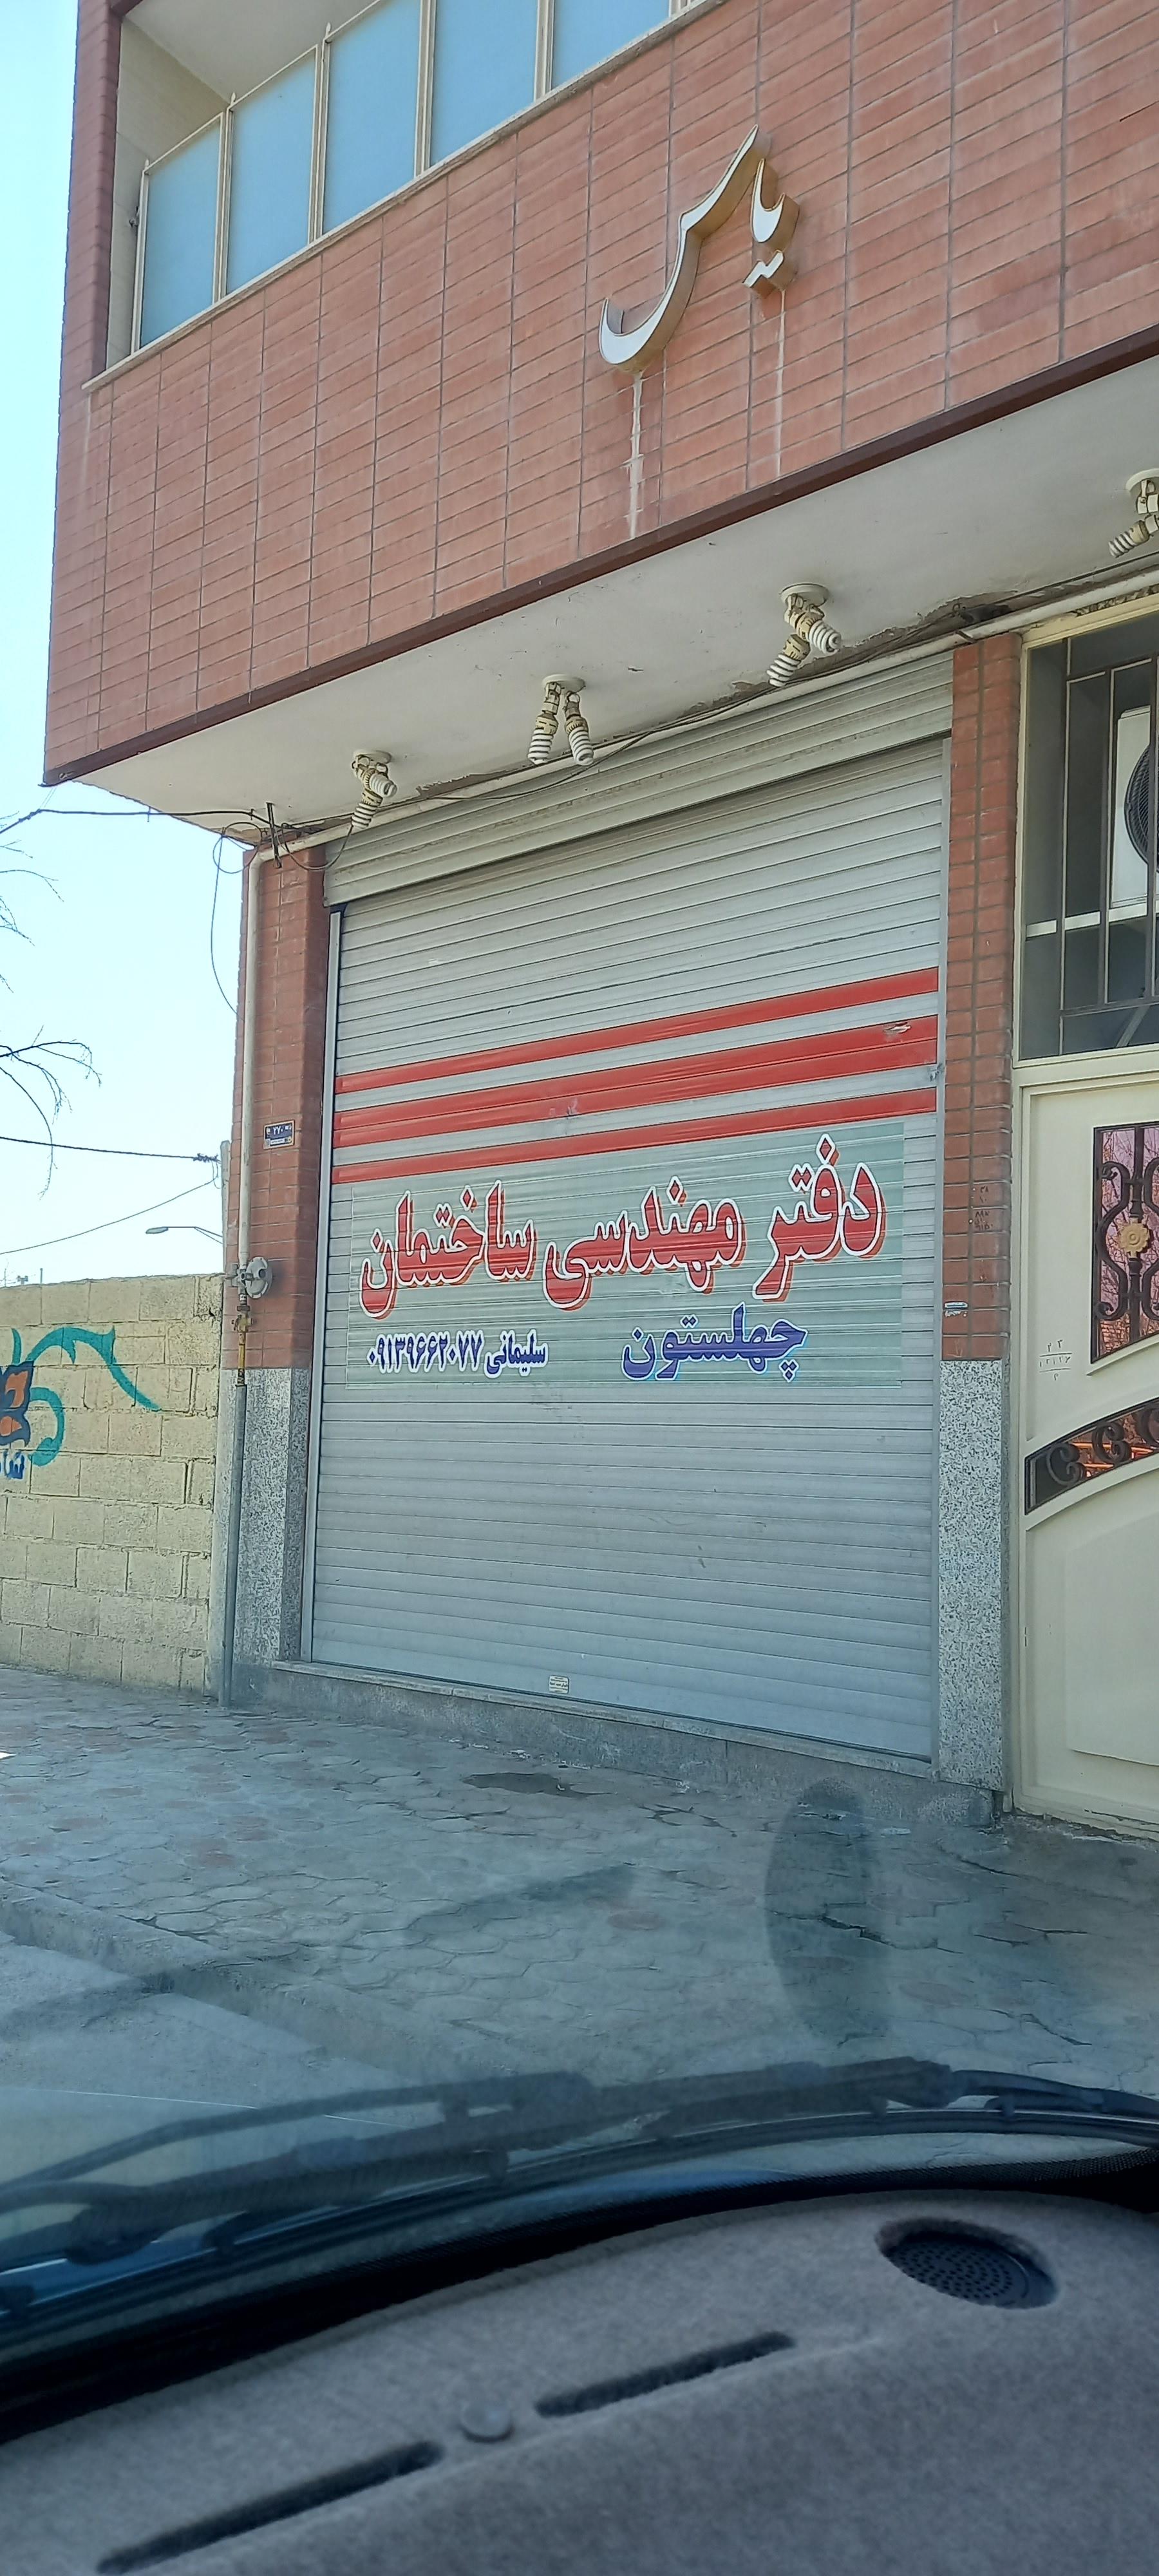 یاس
دفتر مهندسی ساختمان
چهلستون
سلیمانی ۰۹۱۳۹۶۶۲۰۷۷